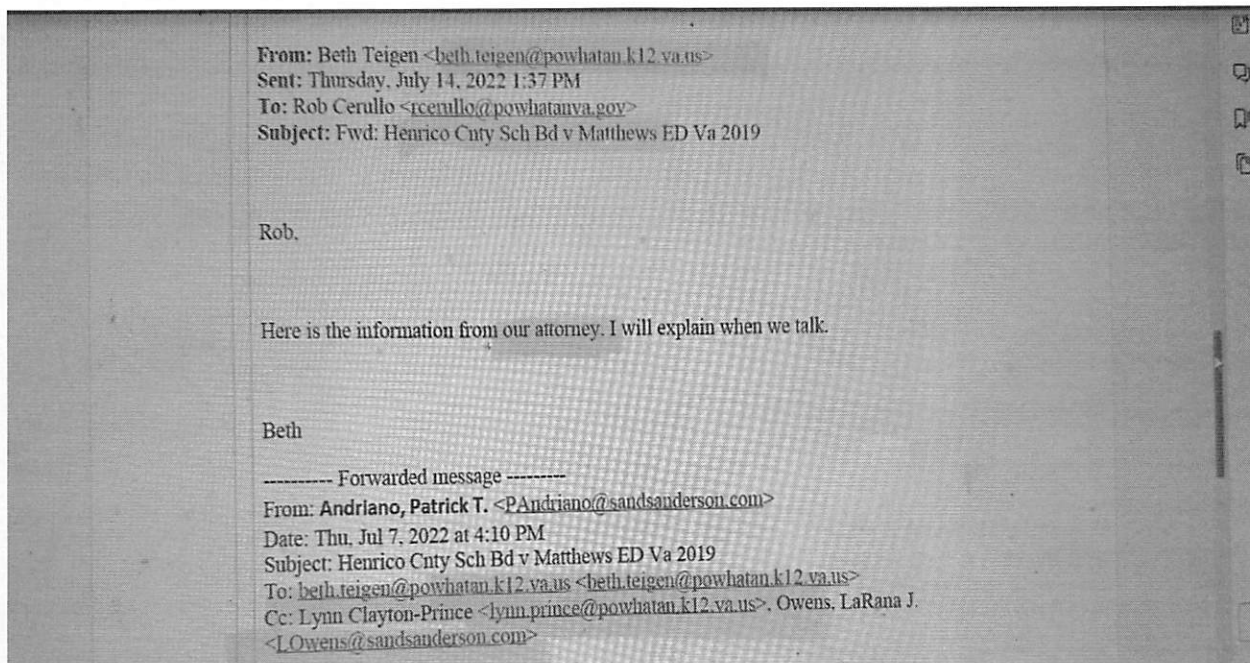 From: Beth Teigen <beth.teigen@powhatan.k12.va.us>
Sent: Thursday, July 14, 2022 1:37 PM
To: Rob Cerullo <rcerullo@powhatanva.gov>
Subject: Fwd: Henrico Cnty Sch Bd v Matthews ED Va 2019
Rob,
Here is the information from our attorney. I will explain when we talk.
Beth
---------- Forwarded message ---------
From: Andriano, Patrick T. <PAndriano@sandsanderson.com>
Date: Thu, Jul 7, 2022 at 4:10 PM
Subject: Henrico Cnty Sch Bd v Matthews ED Va 2019
To: beth.teigen@powhatan.k12.va.us <beth.teigen@powhatan.k12.va.us>
Cc: Lynn Clayton-Prince <lynn.prince@powhatan.k12.va.us>, Owens, LaRana J.
<LOwens@sandsanderson.com>